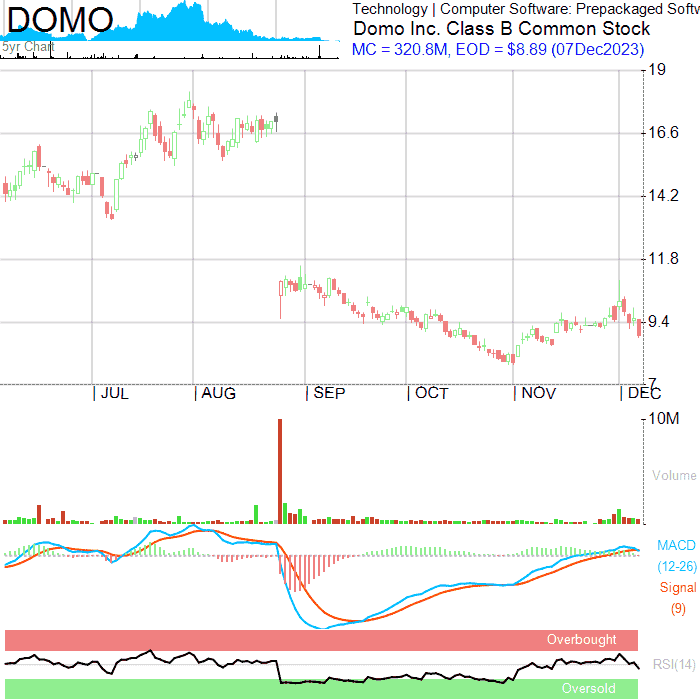 DOMO
Technology | Computer Software: Prepackaged Softw
Domo Inc. Class B Common Stock
5yr Chart
MC = 320.8M, EOD = $8.89 (07Dec2023)
19
16.6
14.2
11.8
9.4
7
| JUL | AUG | SEP | OCT | NOV | DEC
10M
Volume
MACD
(12-26)
Signal
(9)
Overbought
RSI(14)
Oversold